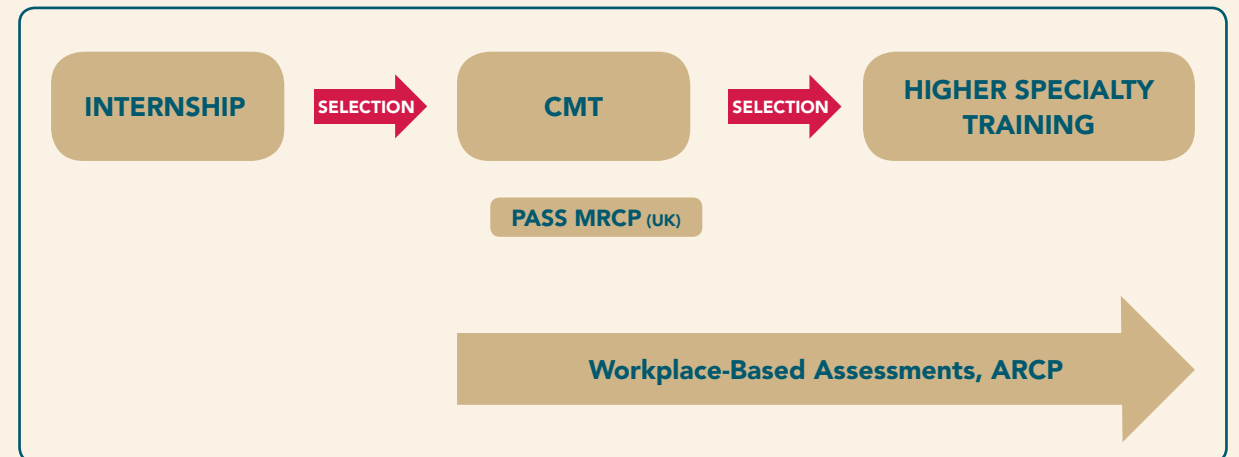 INTERNSHIP
SELECTION
CMT
SELECTION
HIGHER SPECIALTY
TRAINING
PASS MRCP (UK)
Workplace-Based Assessments, ARCP